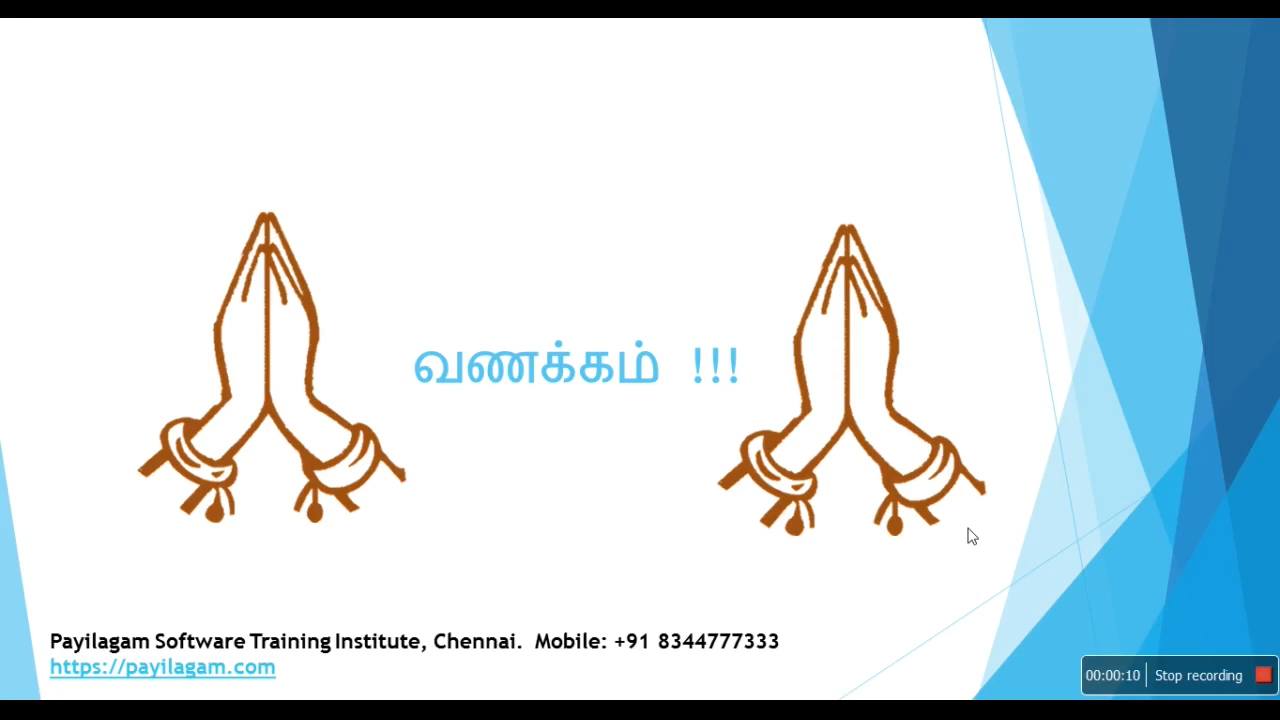 வணக்கம் !!!
Payilagam Software Training Institute, Chennai. Mobile: +91 8344777333
https://payilagam.com
00:00:10 Stop recording